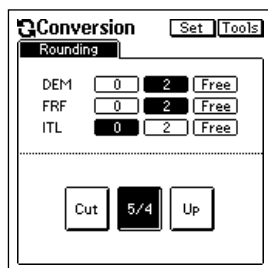 Conversion Set Tools
Rounding
DEM 0 2 Free
FRF 0 2 Free
ITL 0 2 Free
Cut 5/4 Up